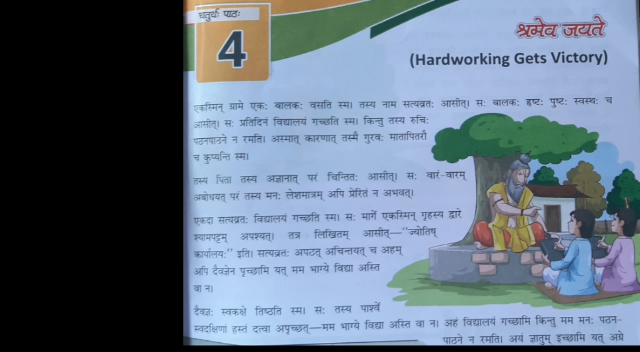 चतुर्थः पाठः
4
श्रमेव जयते
(Hardworking Gets Victory)
एकस्मिन् ग्रामे एकः बालकः वसति स्म। तस्य नाम सत्यव्रतः आसीत्। सः बालकः हृष्टः पुष्टः स्वस्थः च
आसीत्। सः प्रतिदिनं विद्यालयं गच्छति स्म। किन्तु तस्य रुचिः
पठनपाठने न रमति। अस्मात् कारणात् तस्मै गुरवः मातापितरौ
च कुप्यन्ति स्म।
तस्य पिता तस्य अज्ञानात् परं चिन्तितः आसीत्। सः वारं-वारम्
अबोधयत् परं तस्य मनः लेशमात्रम् अपि प्रेरितं न अभवत्।
एकदा सत्यव्रतः विद्यालयं गच्छति स्म। सः मार्गे एकस्मिन् गृहस्य द्वारे
श्यामपट्टम् अपश्यत्। तत्र लिखितम् आसीत्—“ज्योतिष्
कार्यालयः” इति। सत्यव्रतः अपठत् अचिन्तयत् च अहम्
अपि दैवज्ञेन पृच्छामि यत् मम भाग्ये विद्या अस्ति
वा न।
दैवज्ञः स्वकक्षे तिष्ठति स्म। सः तस्य पार्श्वे
स्वदक्षिणं हस्तं दत्वा अपृच्छत्—मम भाग्ये विद्या अस्ति वा न। अहं विद्यालयं गच्छामि किन्तु मम मनः पठन-
पाठने न रमति। अयं ज्ञातुम् इच्छामि यत् अग्रे